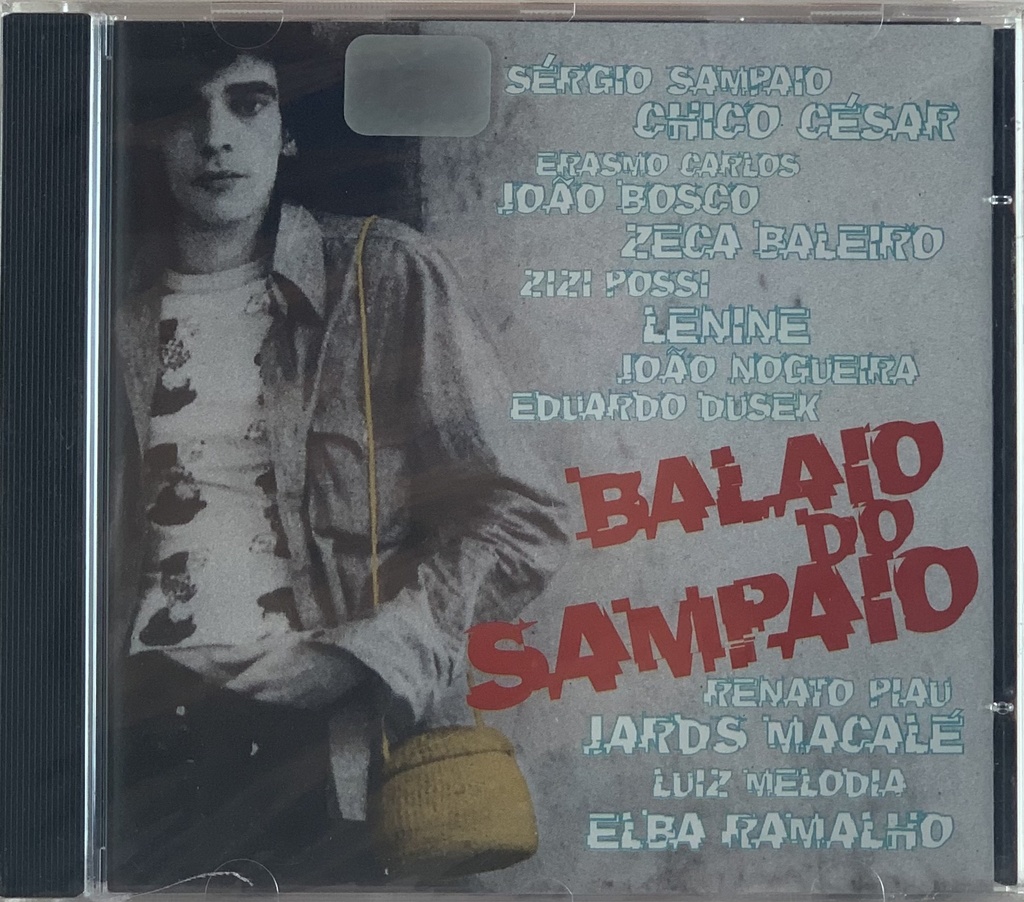 SÉRGIO SAMPAIO
CHICO CÉSAR
ERASMO CARLOS
JOÃO BOSCO
ZECA BALEIRO
ZIZI POSSI
LENINE
JOÃO NOGUEIRA
EDUARDO DUSEK
BALAIO
DO
SAMPAIO
RENATO PIAU
JARDS MACALÉ
LUIZ MELODIA
ELBA RAMALHO